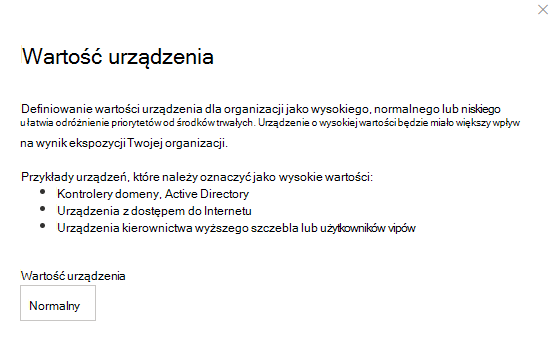 Wartość urządzenia
Definiowanie wartości urządzenia dla organizacji jako wysokiego, normalnego lub niskiego
ułatwia odróżnienie priorytetów od środków trwałych. Urządzenie o wysokiej wartości będzie miało większy wpływ
na wynik ekspozycji Twojej organizacji.
Przykłady urządzeń, które należy oznaczyć jako wysokie wartości:
• Kontrolery domeny, Active Directory
• Urządzenia z dostępem do Internetu
• Urządzenia kierownictwa wyższego szczebla lub użytkowników vipów
Wartość urządzenia
Normalny